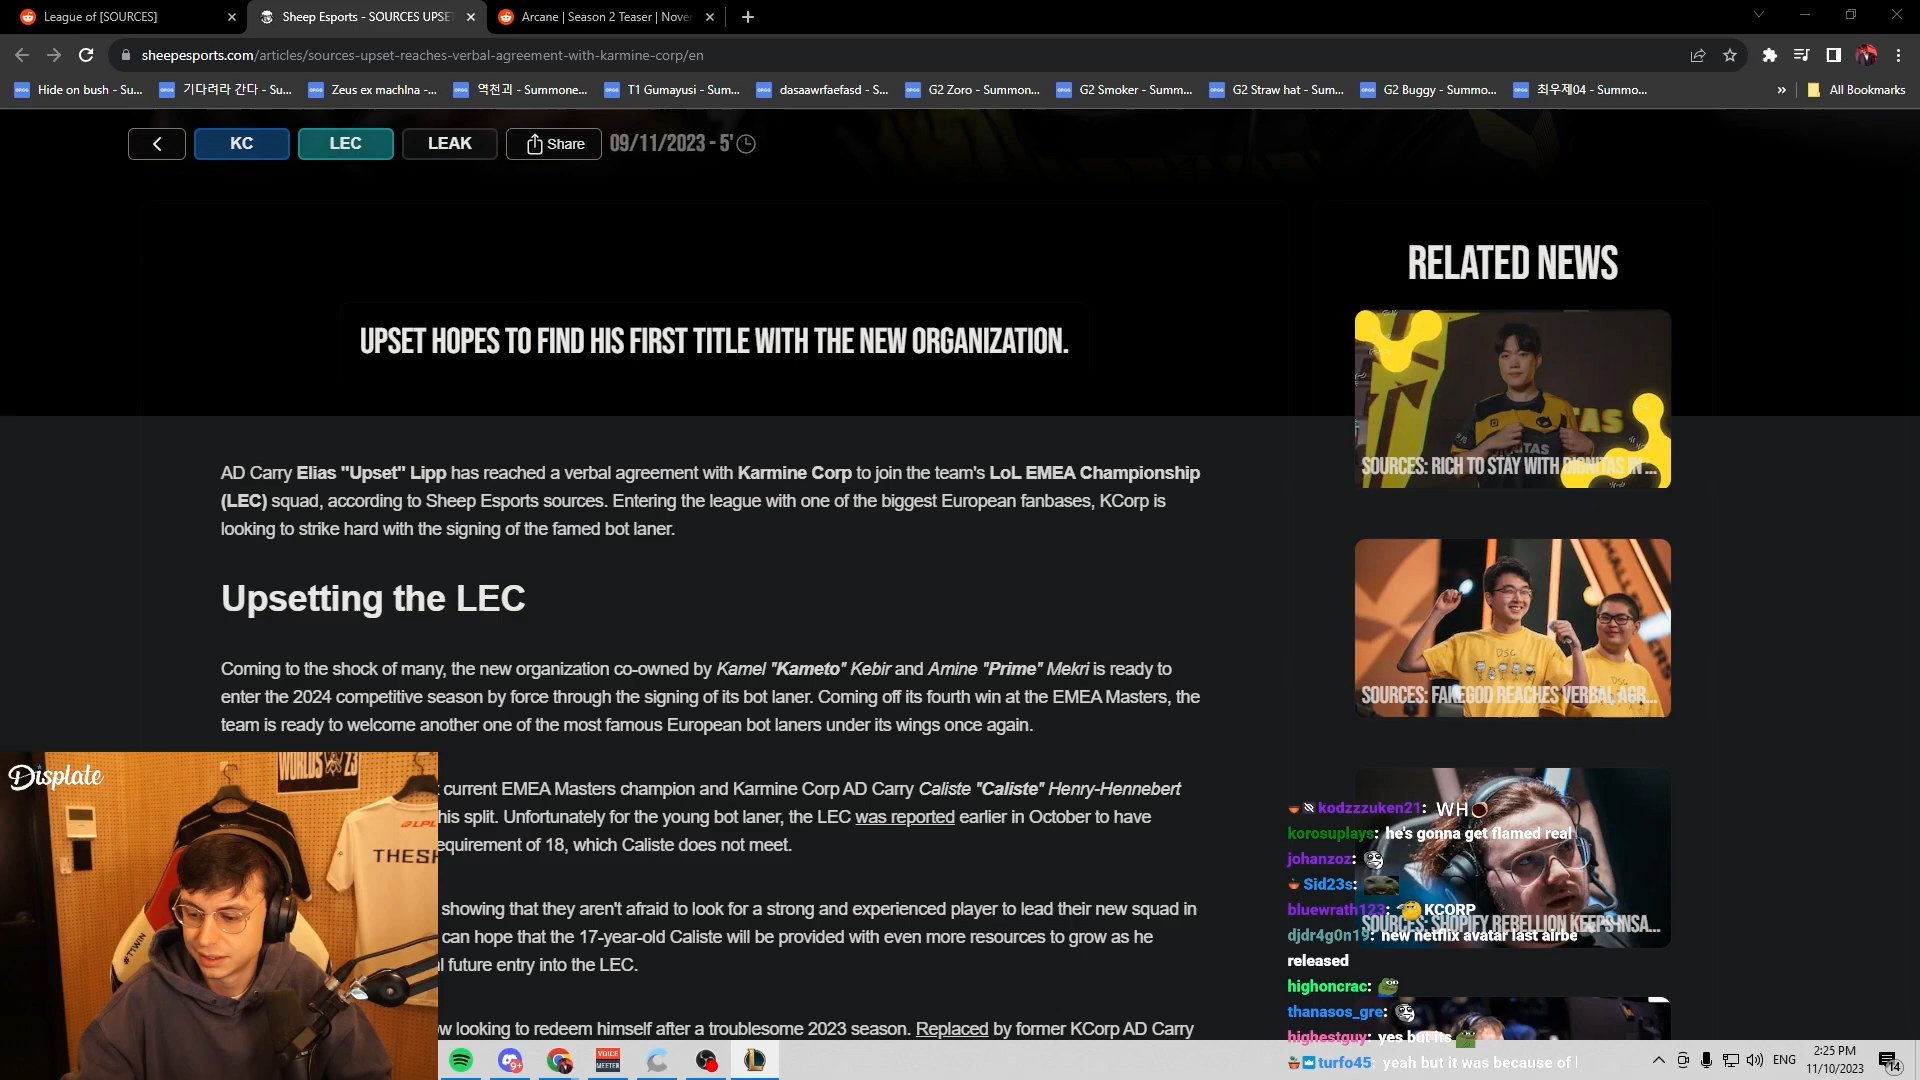 League of [SOURCES]
Sheep Esports - SOURCES UPSE
Arcane | Season 2 Teaser | Nove
sheepesports.com/articles/sources-upset-reaches-verbal-agreement-with-karmine-corp/en
Hide on bush - Su...
기다려라 간다 - Su...
Zeus ex machIna -...
역천괴 - Summone...
T1 Gumayusi - Sum...
dasaawrfaefasd - S...
G2 Zoro - Summon...
G2 Smoker - Summ...
G2 Straw hat - Sum...
G2 Buggy - Summo...
최우제04 - Summo...
»
All Bookmarks
KC
LEC
LEAK
Share
09/11/2023 - 5'
RELATED NEWS
UPSET HOPES TO FIND HIS FIRST TITLE WITH THE NEW ORGANIZATION.
SOURCES: RICH TO STAY WITH DIGNITAS IN ...
AD Carry Elias "Upset" Lipp has reached a verbal agreement with Karmine Corp to join the team's LoL EMEA Championship
(LEC) squad, according to Sheep Esports sources. Entering the league with one of the biggest European fanbases, KCorp is
looking to strike hard with the signing of the famed bot laner.
Upsetting the LEC
SOURCES: FAKEGOD REACHES VERBAL AGR...
Coming to the shock of many, the new organization co-owned by Kamel "Kameto" Kebir and Amine "Prime" Mekri is ready to
enter the 2024 competitive season by force through the signing of its bot laner. Coming off its fourth win at the EMEA Masters, the
team is ready to welcome another one of the most famous European bot laners under its wings once again.
current EMEA Masters champion and Karmine Corp AD Carry Caliste "Caliste" Henry-Hennebert
his split. Unfortunately for the young bot laner, the LEC was reported earlier in October to have
equirement of 18, which Caliste does not meet.
showing that they aren't afraid to look for a strong and experienced player to lead their new squad in
can hope that the 17-year-old Caliste will be provided with even more resources to grow as he
l future entry into the LEC.
w looking to redeem himself after a troublesome 2023 season. Replaced by former KCorp AD Carry
SOURCES: SHOPIFY REBELLION KEEPS INSA...
kodzzzuken21: WH
korosuplays: he's gonna get flamed real
johanzoz:
Sid23s:
bluewrath123: KCORP
djdr4g0n19: new netflix avatar last airbe
released
highoncrac:
thanasos_gre:
highestguy: yes but its
turfo45: yeah but it was because of
Displate
WORLDS 23
LPL
THESH
#T1WIN
9+
VOICE
MEETER
ENG
2:25 PM
11/10/2023
14